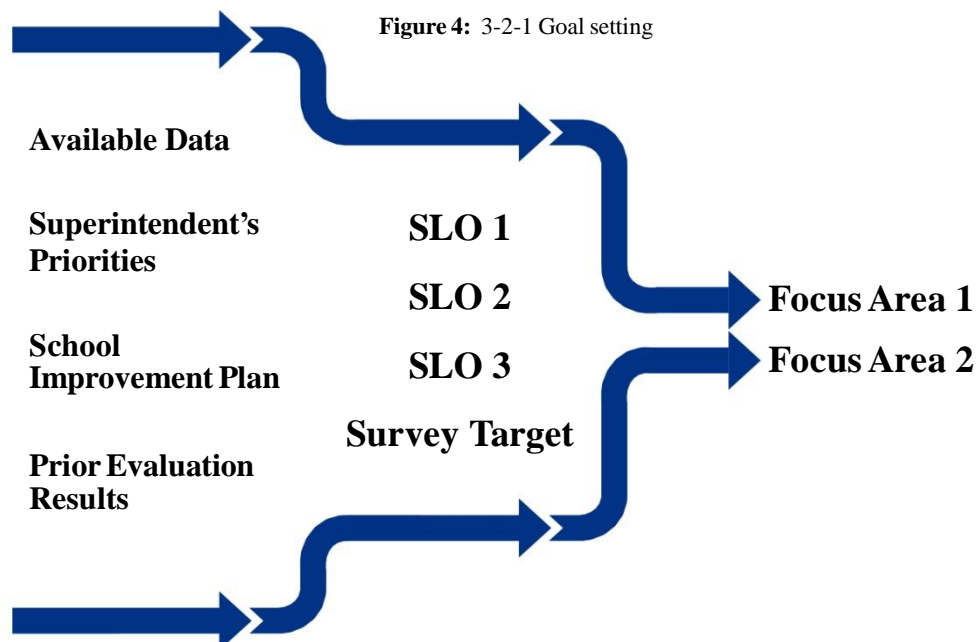 Figure 4: 3-2-1 Goal setting
Available Data
Superintendent’s
Priorities
School
Improvement Plan
Prior Evaluation
Results
SLO 1
SLO 2
SLO 3
Survey Target
Focus Area 1
Focus Area 2